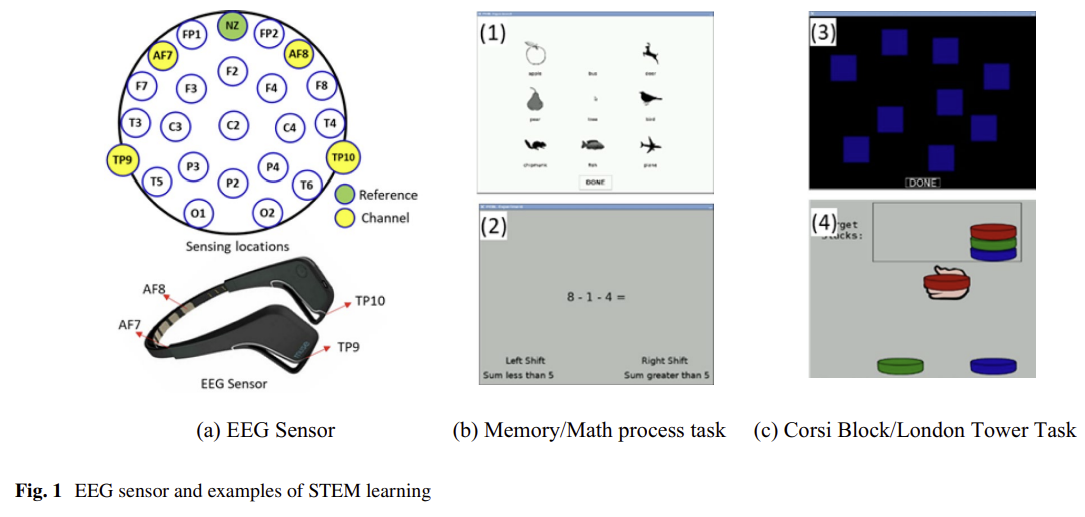 NZ
FP1
FP2
AF7
AF8
F2
F7
F3
F4
F8
T3
C3
C2
C4
T4
TP9
TP10
P3
P4
T5
P2
T6
O1
O2
Reference
Channel
Sensing locations
AF8
TP10
AF7
TP9
EEG Sensor
(1)
apple
bus
deer
pear
tree
bird
chipmunk
fish
plane
DONE
(2)
8 - 1 - 4 =
Left Shift
Right Shift
Sum less than 5
Sum greater than 5
(3)
DONE
(4)
(a) EEG Sensor
(b) Memory/Math process task
(c) Corsi Block/London Tower Task
Fig. 1 EEG sensor and examples of STEM learning